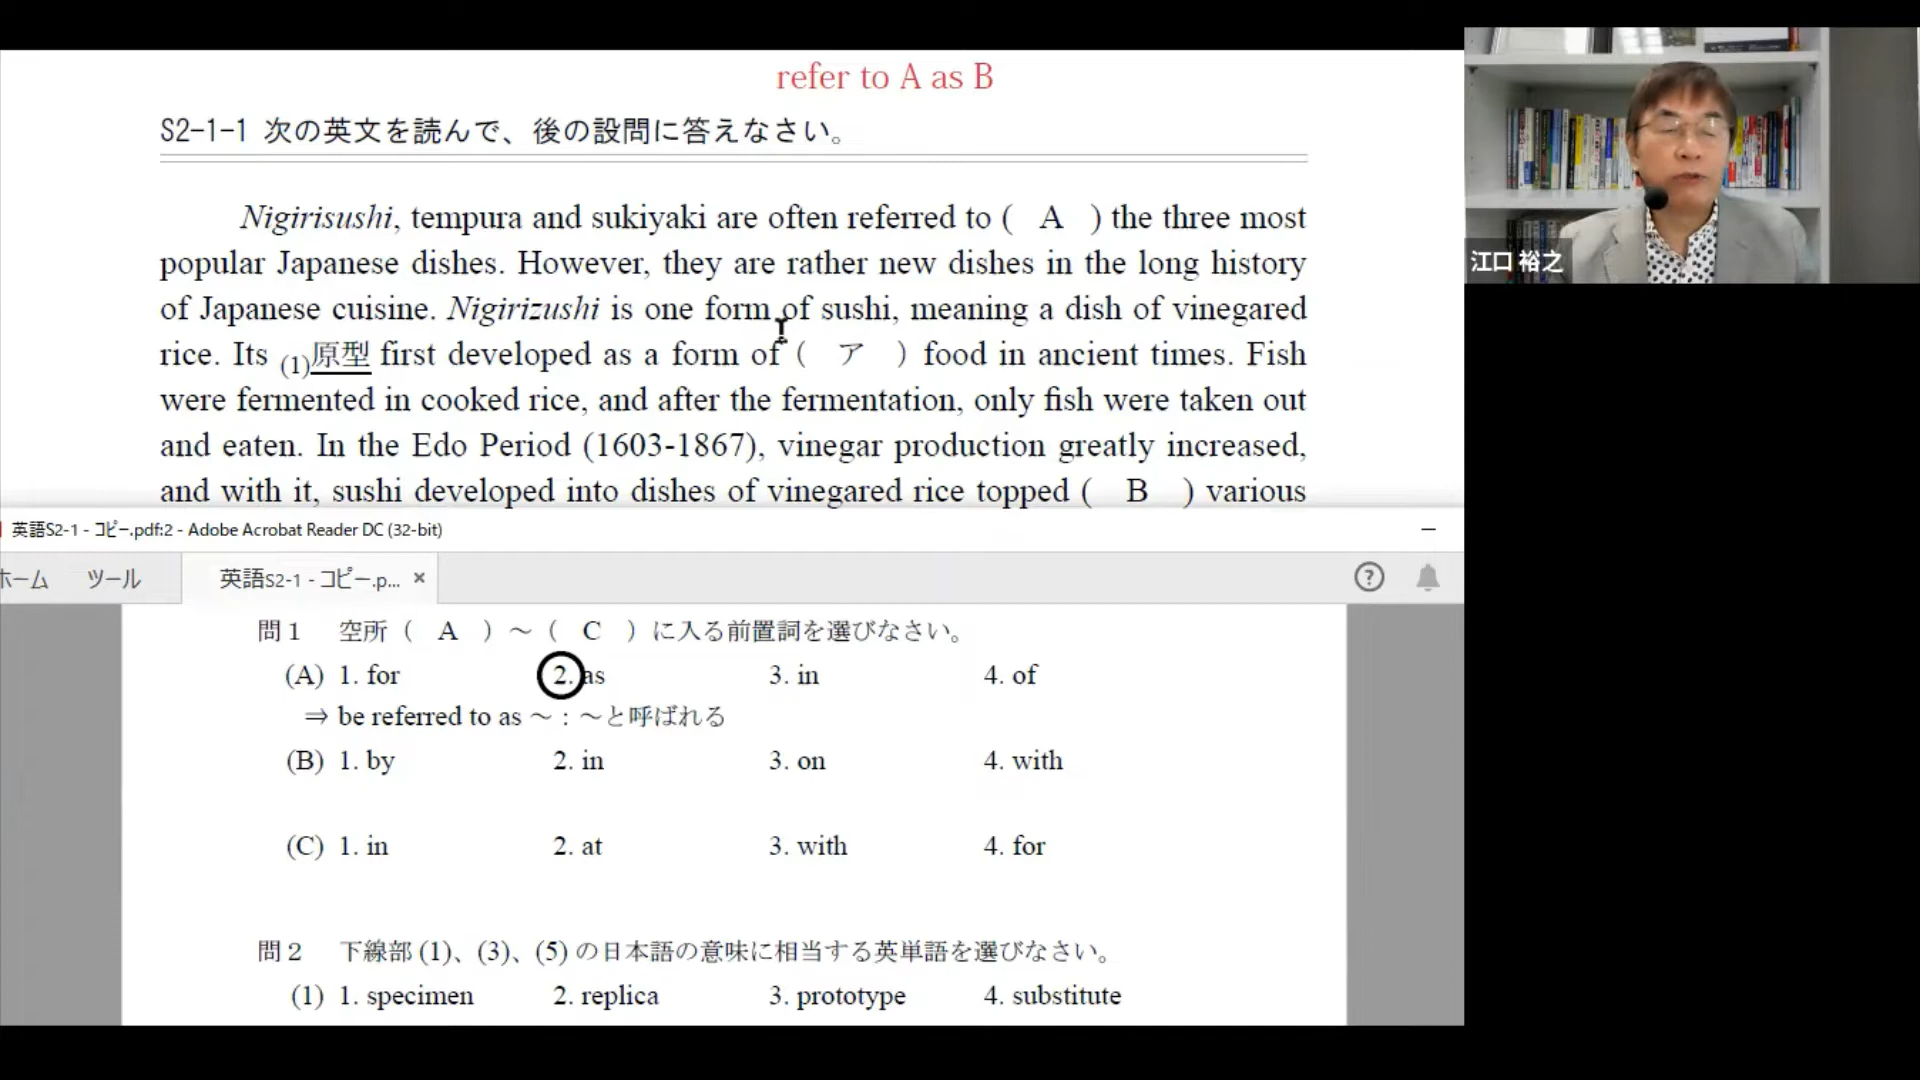 refer to A as B
S2-1-1 次の英文を読んで、後の設問に答えなさい。
Nigirisushi, tempura and sukiyaki are often referred to ( A ) the three most
popular Japanese dishes. However, they are rather new dishes in the long history
of Japanese cuisine. Nigirizushi is one form of sushi, meaning a dish of vinegared
rice. Its (1)原型 first developed as a form of ( ア ) food in ancient times. Fish
were fermented in cooked rice, and after the fermentation, only fish were taken out
and eaten. In the Edo Period (1603-1867), vinegar production greatly increased,
and with it, sushi developed into dishes of vinegared rice topped ( B ) various
江口 裕之
英語S2-1 - コピー.pdf:2 - Adobe Acrobat Reader DC (32-bit)
ホーム ツール 英語S2-1 - コピー.p... ×
問1 空所( A )~( C )に入る前置詞を選びなさい。
(A) 1. for 2. as 3. in 4. of
⇒ be referred to as ~ : ~と呼ばれる
(B) 1. by 2. in 3. on 4. with
(C) 1. in 2. at 3. with 4. for
問2 下線部 (1)、(3)、(5) の日本語の意味に相当する英単語を選びなさい。
(1) 1. specimen 2. replica 3. prototype 4. substitute